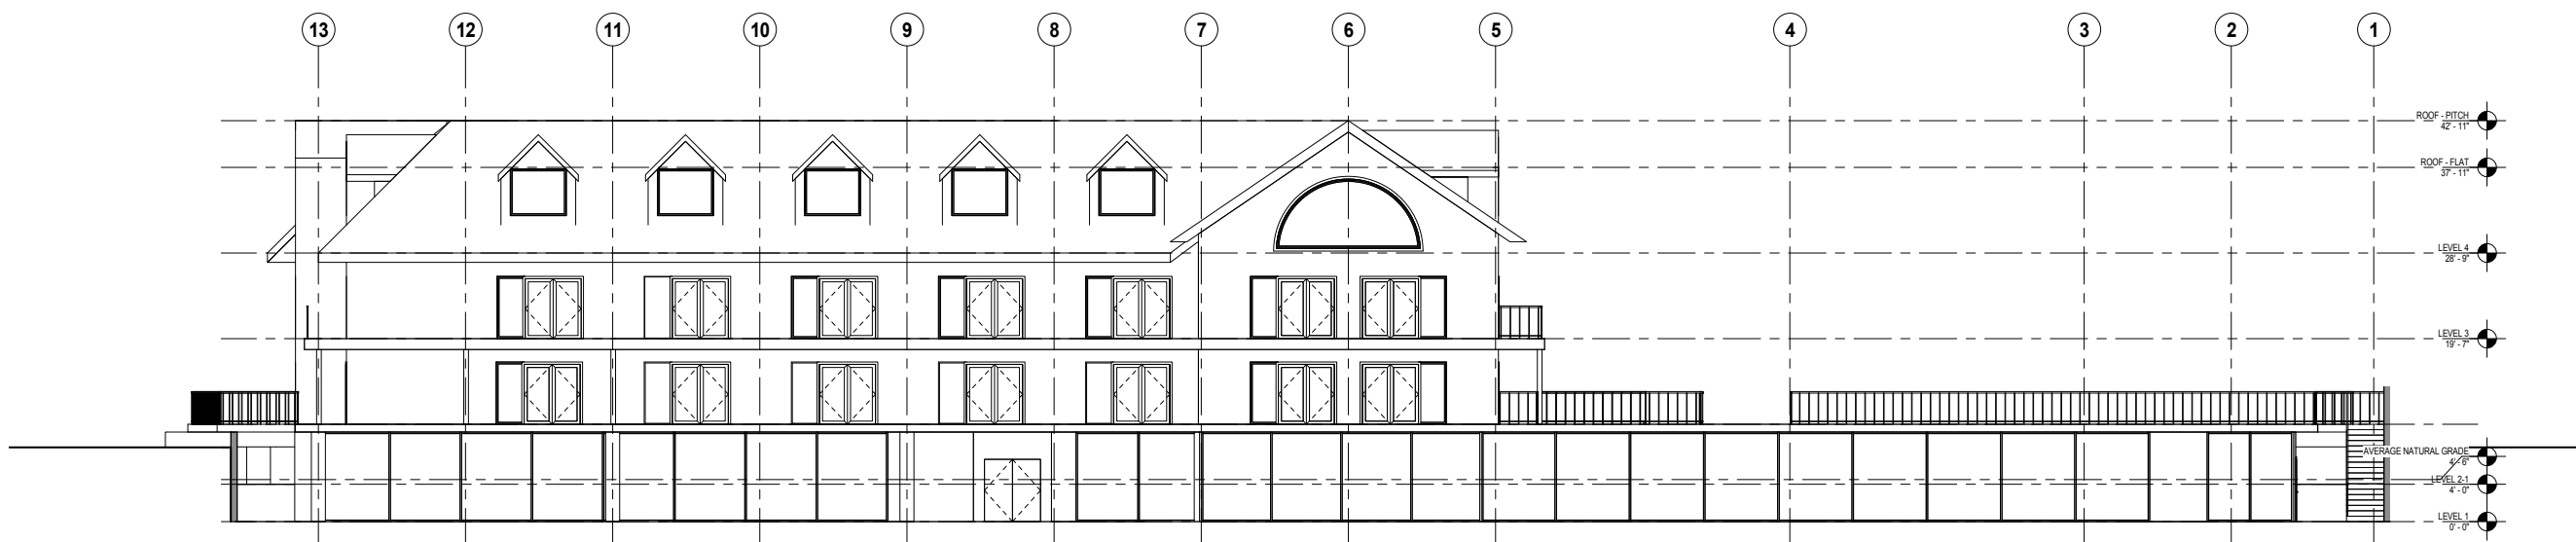 13 12 11 10 9 8 7 6 5 4 3 2 1
ROOF - PITCH
42' - 11"
ROOF - FLAT
37' - 11"
LEVEL 4
28' - 9"
LEVEL 3
19' - 7"
AVERAGE NATURAL GRADE
4' - 6"
LEVEL 2-1
4' - 0"
LEVEL 1
0' - 0"